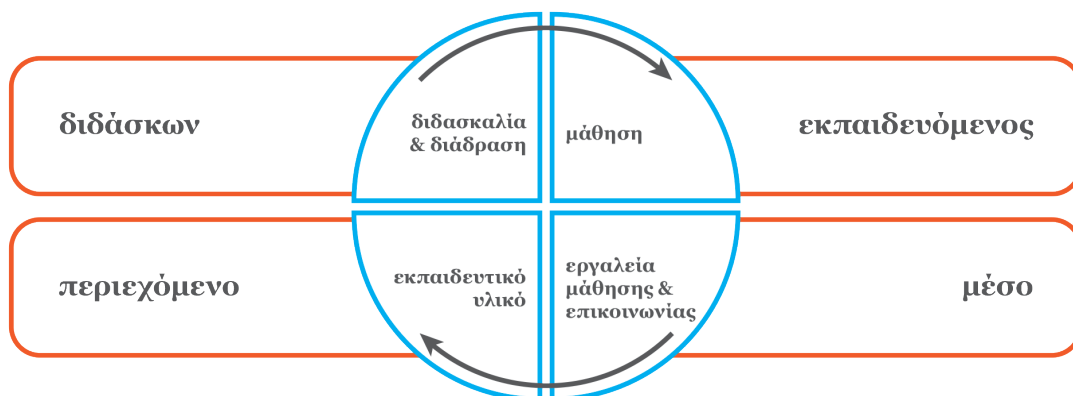 διδάσκων
διδασκαλία
& διάδραση
μάθηση
εκπαιδευόμενος
περιεχόμενο
εκπαιδευτικό
υλικό
εργαλεία
μάθησης &
επικοινωνίας
μέσο